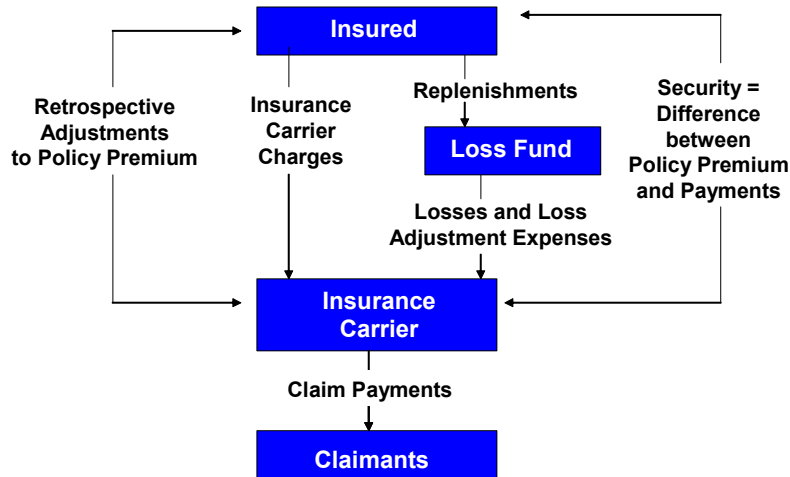 Insured
Retrospective
Adjustments
to Policy Premium
Insurance
Carrier
Charges
Replenishments
Loss Fund
Losses and Loss
Adjustment Expenses
Security =
Difference
between
Policy Premium
and Payments
Insurance
Carrier
Claim Payments
Claimants